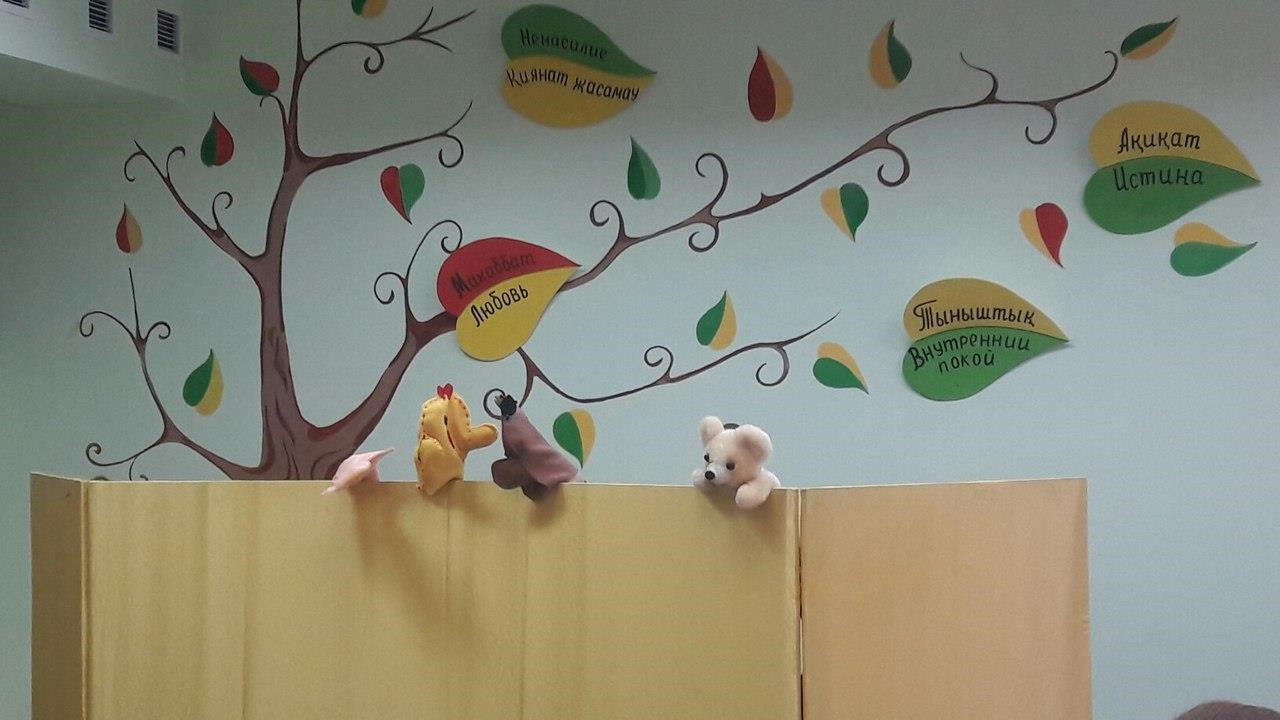 Ненасилие
Қиянат жасамау
Ақиқат
Истина
Махаббат
Любовь
Тыныштық
Внутренний
покой